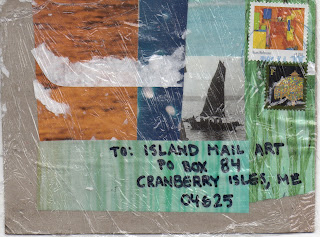 TO: ISLAND MAIL ART
PO BOX 84
CRANBERRY ISLES, ME
04625